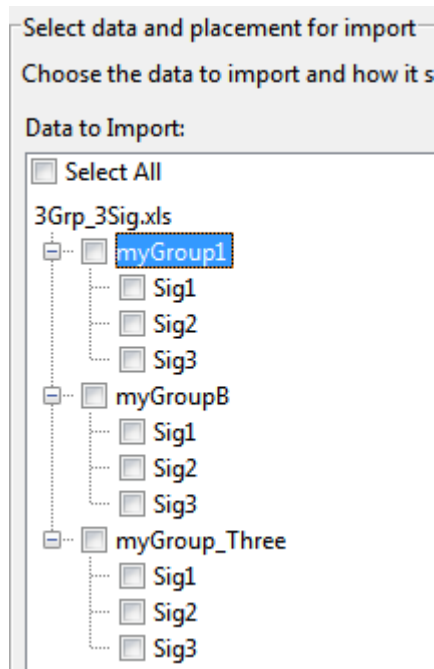 Select data and placement for import
Choose the data to import and how it s
Data to Import:
Select All
3Grp_3Sig.xls
myGroup1
Sig1
Sig2
Sig3
myGroupB
Sig1
Sig2
Sig3
myGroup_Three
Sig1
Sig2
Sig3